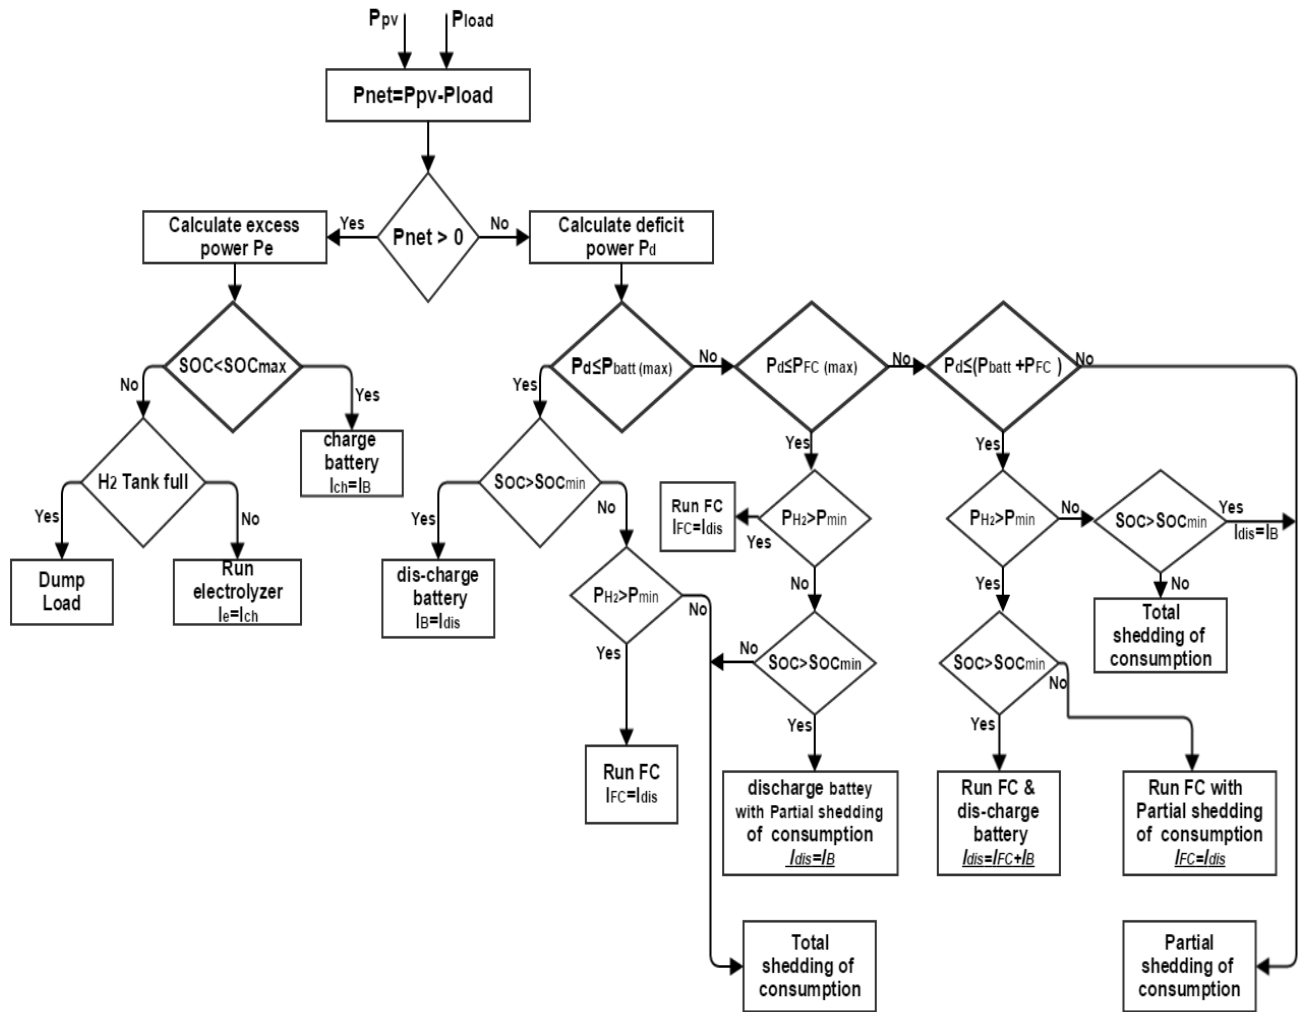 Ppv
Pload
Pnet=Ppv-Pload
Pnet > 0
Yes
No
Calculate excess
power Pe
Calculate deficit
power Pd
SOC<SOCmax
No
Yes
charge
battery
Ich=IB
H2 Tank full
Yes
No
Dump
Load
Run
electrolyzer
Ie=Ich
Pd≤Pbatt (max)
No
Yes
SOC>SOCmin
Yes
No
dis-charge
battery
IB=Idis
PH2>Pmin
No
Yes
Run FC
IFC=Idis
Pd≤PFC (max)
No
Yes
PH2>Pmin
Yes
Run FC
IFC=Idis
No
SOC>SOCmin
No
Yes
discharge battey
with Partial shedding
of consumption
Idis=IB
Total
shedding of
consumption
Pd≤(Pbatt +PFC )
No
Yes
PH2>Pmin
No
Yes
SOC>SOCmin
Yes
Idis=IB
No
Total
shedding of
consumption
SOC>SOCmin
No
Yes
Run FC &
dis-charge
battery
Idis=IFC+IB
Run FC with
Partial shedding
of consumption
IFC=Idis
Partial
shedding of
consumption